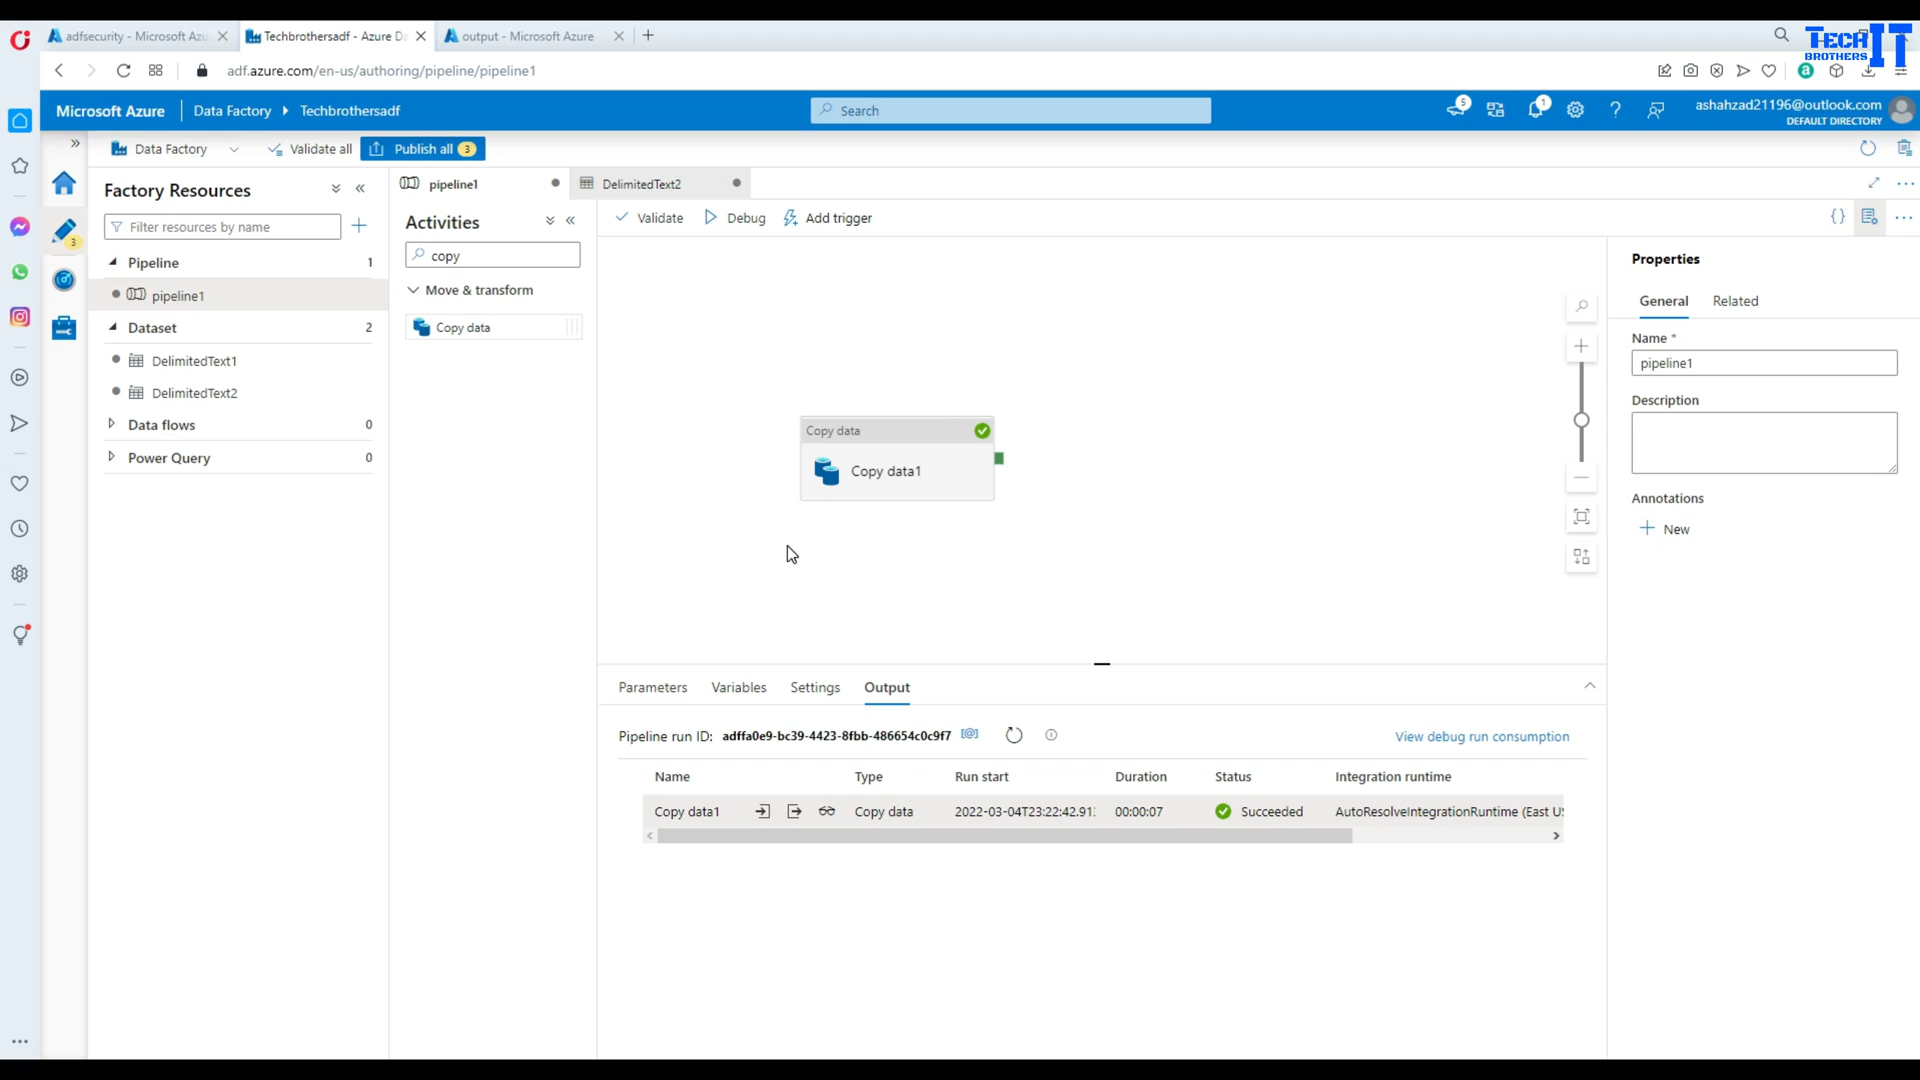 adfsecurity - Microsoft Azu
Techbrothersadf - Azure Da
output - Microsoft Azure
TECH BROTHERS IT
adf.azure.com/en-us/authoring/pipeline/pipeline1
Microsoft Azure
Data Factory
Techbrothersadf
Search
5
1
ashahzad21196@outlook.com
DEFAULT DIRECTORY
Data Factory
Validate all
Publish all 3
Factory Resources
Filter resources by name
3
Pipeline 1
pipeline1
Dataset 2
DelimitedText1
DelimitedText2
Data flows 0
Power Query 0
pipeline1
DelimitedText2
Activities
copy
Move & transform
Copy data
Validate
Debug
Add trigger
Copy data
Copy data1
Properties
General
Related
Name *
pipeline1
Description
Annotations
New
Parameters
Variables
Settings
Output
Pipeline run ID: adffa0e9-bc39-4423-8fbb-486654c0c9f7
View debug run consumption
Name Type Run start Duration Status Integration runtime
Copy data1 Copy data 2022-03-04T23:22:42.91 00:00:07 Succeeded AutoResolveIntegrationRuntime (East US